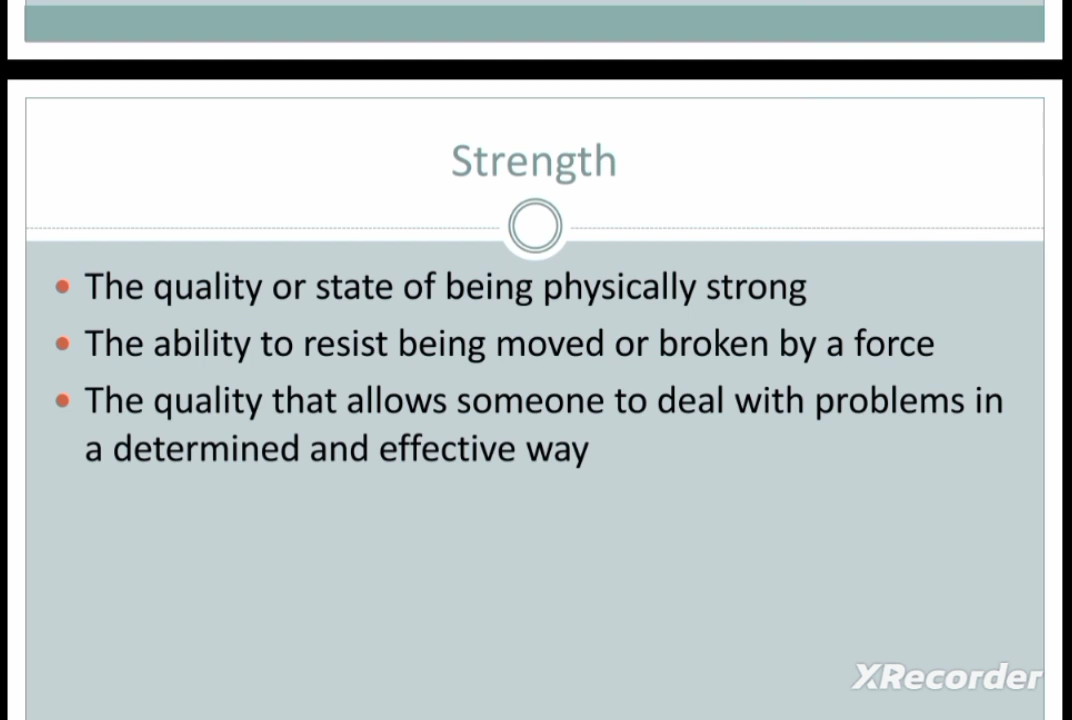 Strength
• The quality or state of being physically strong
• The ability to resist being moved or broken by a force
• The quality that allows someone to deal with problems in
a determined and effective way
XRecorder